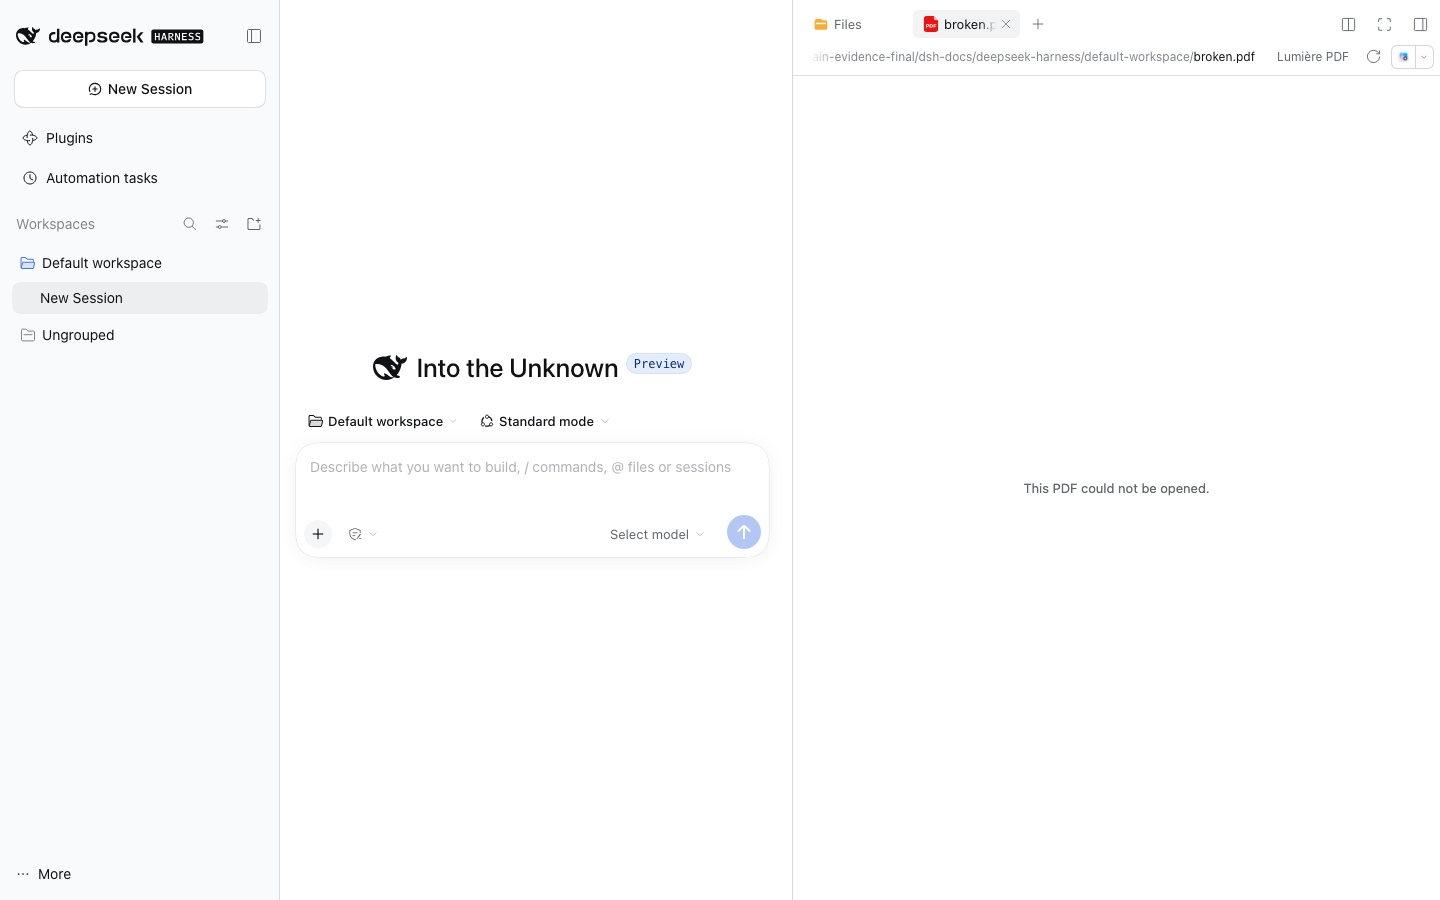 deepseek HARNESS
New Session
Plugins
Automation tasks
Workspaces
Default workspace
New Session
Ungrouped
More
Into the Unknown Preview
Default workspace Standard mode
Describe what you want to build, / commands, @ files or sessions
Select model
Files
broken.p
ain-evidence-final/dsh-docs/deepseek-harness/default-workspace/broken.pdf
Lumière PDF
This PDF could not be opened.